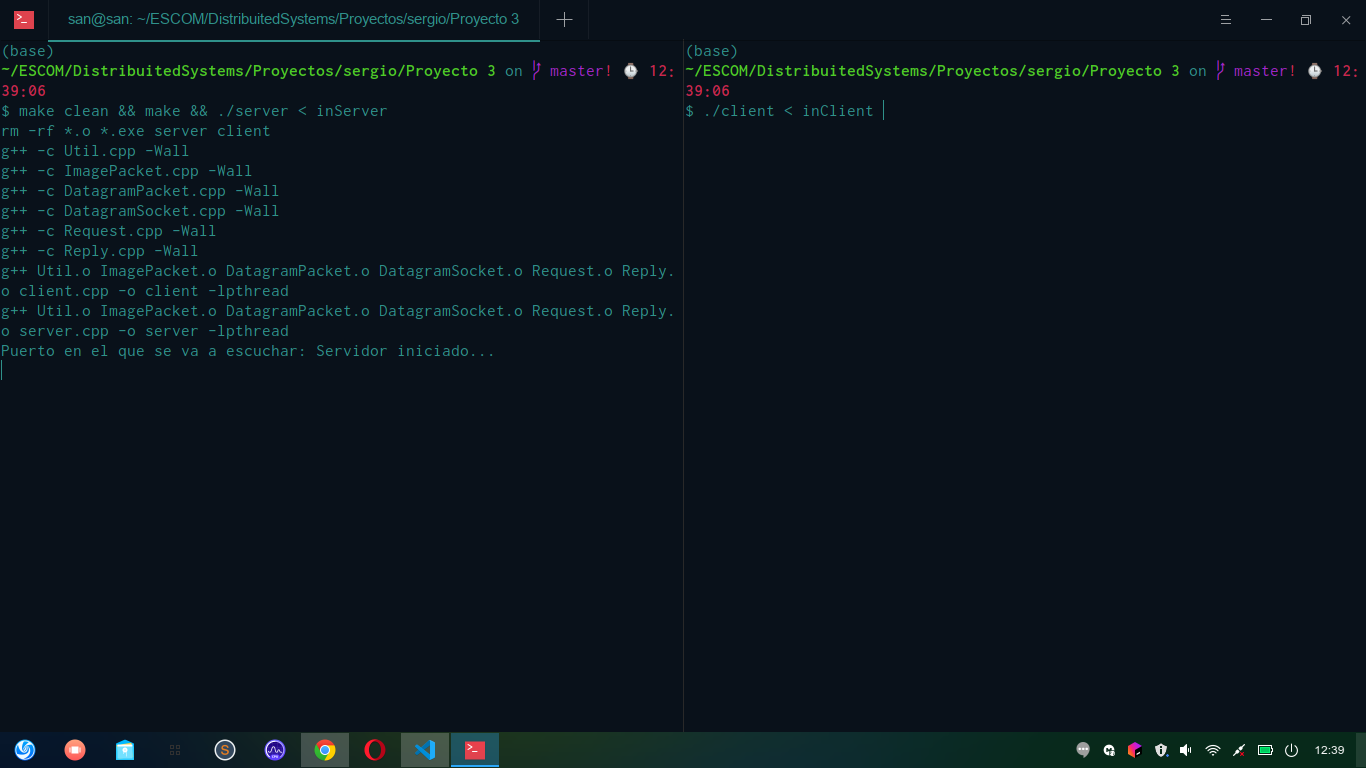 san@san: ~/ESCOM/DistribuitedSystems/Proyectos/sergio/Proyecto 3
(base)
~/ESCOM/DistribuitedSystems/Proyectos/sergio/Proyecto 3 on master! 12:
39:06
$ make clean && make && ./server < inServer
rm -rf *.o *.exe server client
g++ -c Util.cpp -Wall
g++ -c ImagePacket.cpp -Wall
g++ -c DatagramPacket.cpp -Wall
g++ -c DatagramSocket.cpp -Wall
g++ -c Request.cpp -Wall
g++ -c Reply.cpp -Wall
g++ Util.o ImagePacket.o DatagramPacket.o DatagramSocket.o Request.o Reply.
o client.cpp -o client -lpthread
g++ Util.o ImagePacket.o DatagramPacket.o DatagramSocket.o Request.o Reply.
o server.cpp -o server -lpthread
Puerto en el que se va a escuchar: Servidor iniciado...
(base)
~/ESCOM/DistribuitedSystems/Proyectos/sergio/Proyecto 3 on master! 12:
39:06
$ ./client < inClient
12:39